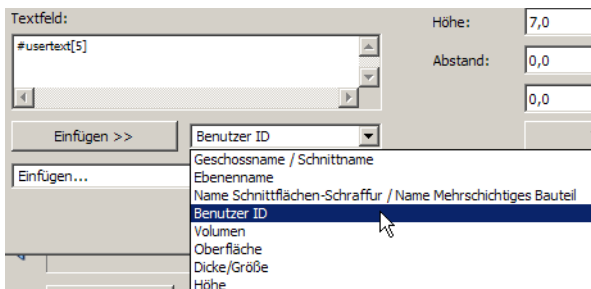 Textfeld:
Höhe:
7,0
#usertext[5]
Abstand:
0,0
0,0
Einfügen >>
Benutzer ID
Einfügen...
Geschossname / Schnittname
Ebenenname
Name Schnittflächen-Schraffur / Name Mehrschichtiges Bauteil
Benutzer ID
Volumen
Oberfläche
Dicke/Größe
Höhe